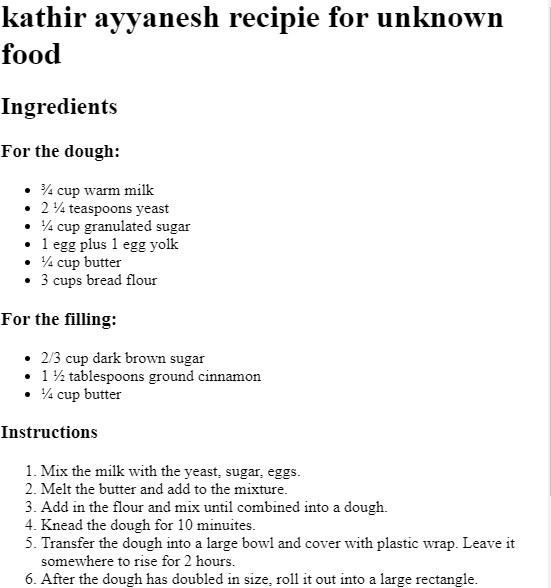 kathir ayyanesh recipie for unknown
food
Ingredients
For the dough:
• ¾ cup warm milk
• 2 ¼ teaspoons yeast
• ¼ cup granulated sugar
• 1 egg plus 1 egg yolk
• ¼ cup butter
• 3 cups bread flour
For the filling:
• 2/3 cup dark brown sugar
• 1 ½ tablespoons ground cinnamon
• ¼ cup butter
Instructions
1. Mix the milk with the yeast, sugar, eggs.
2. Melt the butter and add to the mixture.
3. Add in the flour and mix until combined into a dough.
4. Knead the dough for 10 minuites.
5. Transfer the dough into a large bowl and cover with plastic wrap. Leave it
somewhere to rise for 2 hours.
6. After the dough has doubled in size, roll it out into a large rectangle.